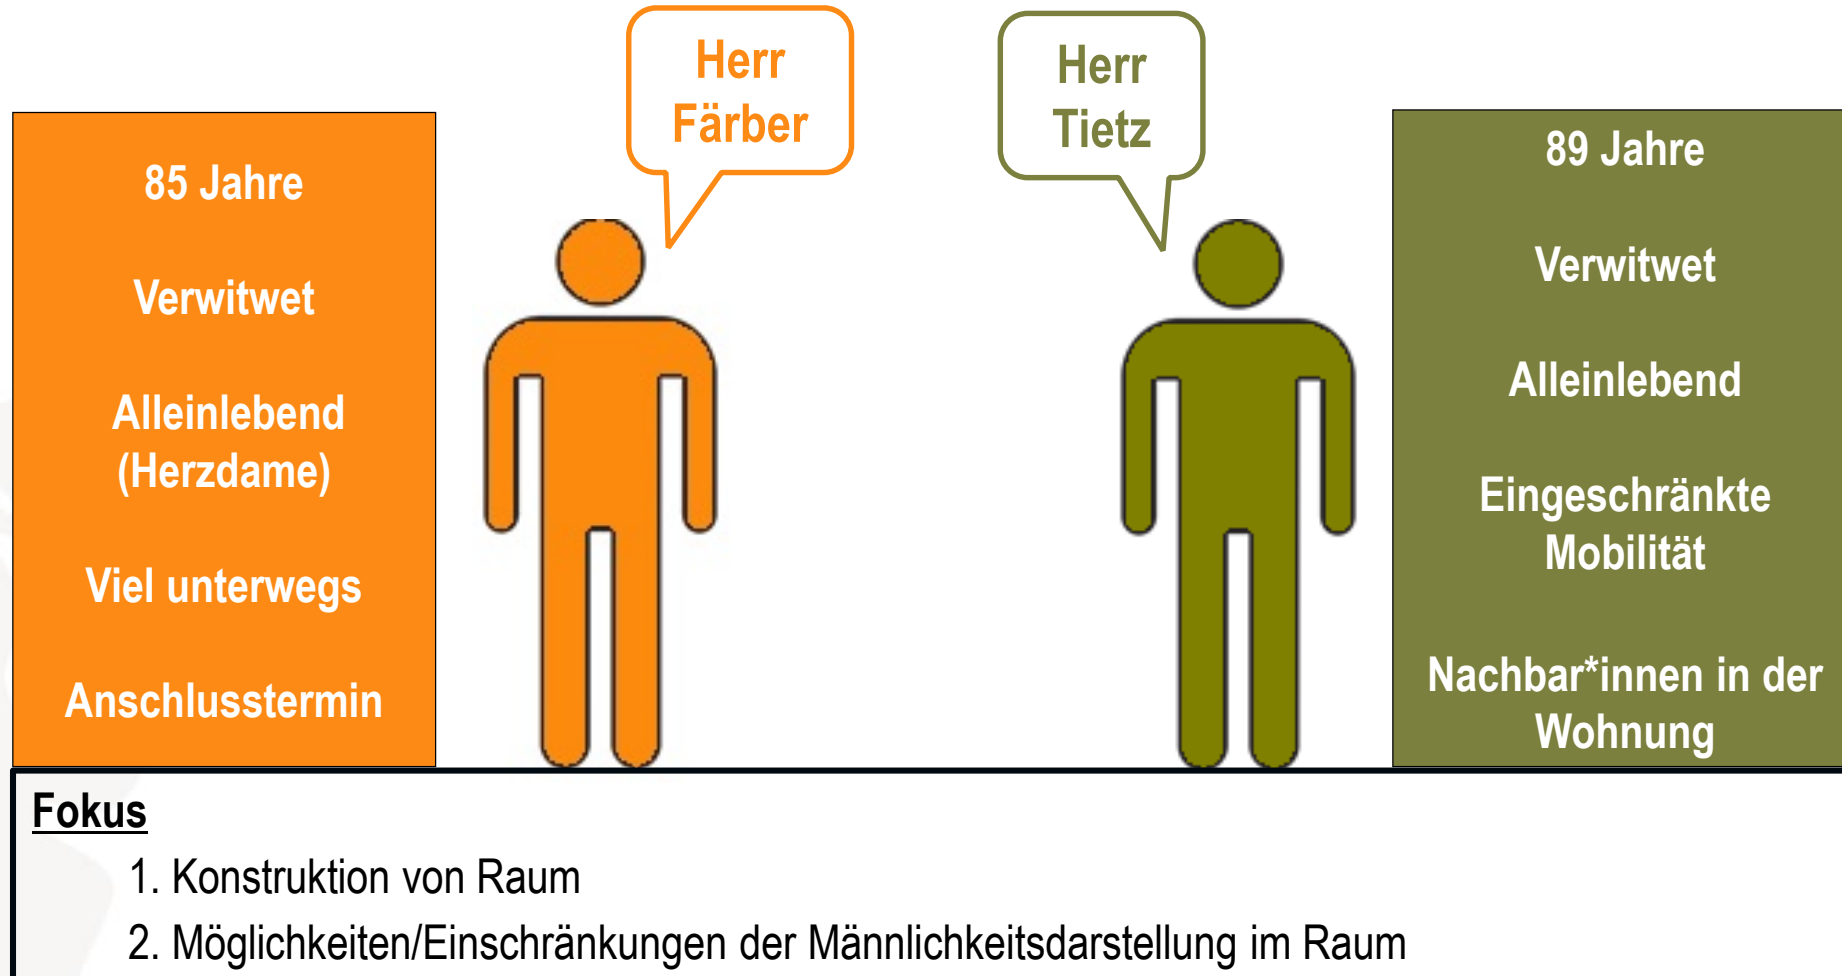 Herr
Färber
Herr
Tietz
85 Jahre
Verwitwet
Alleinlebend
(Herzdame)
Viel unterwegs
Anschlusstermin
89 Jahre
Verwitwet
Alleinlebend
Eingeschränkte
Mobilität
Nachbar*innen in der
Wohnung
Fokus
1. Konstruktion von Raum
2. Möglichkeiten/Einschränkungen der Männlichkeitsdarstellung im Raum